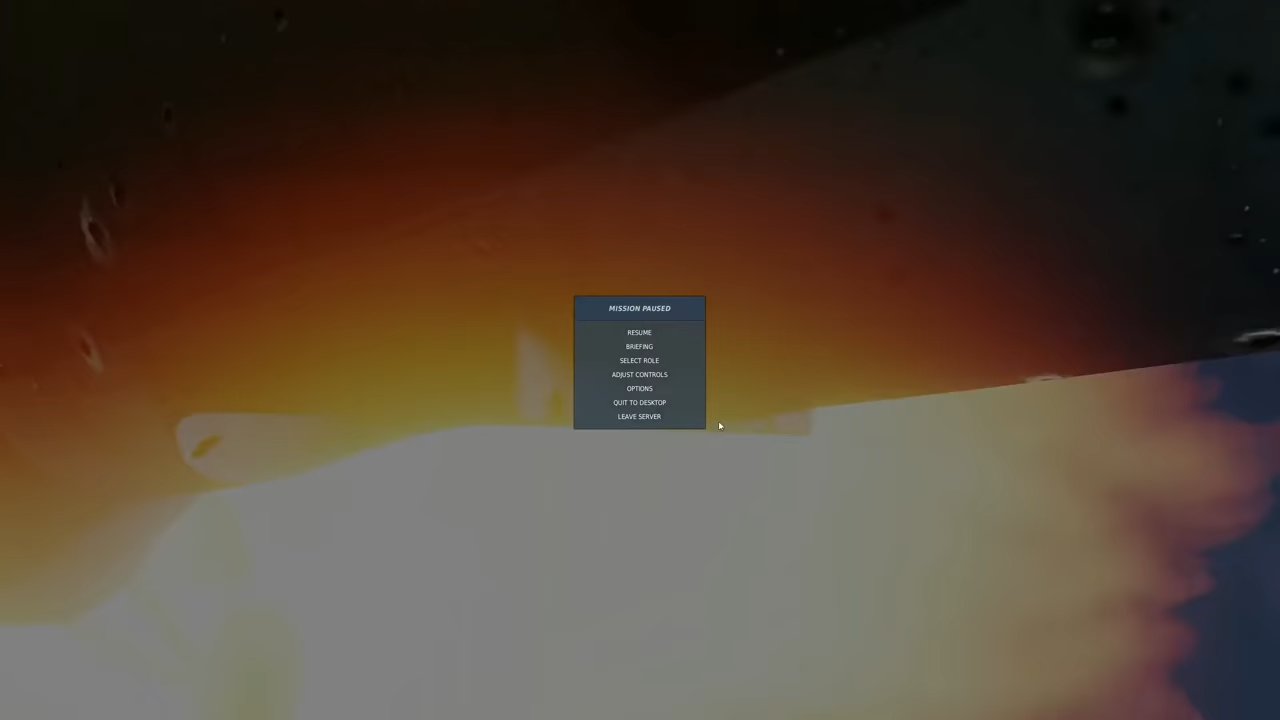 MISSION PAUSED
RESUME
BRIEFING
SELECT ROLE
ADJUST CONTROLS
OPTIONS
QUIT TO DESKTOP
LEAVE SERVER